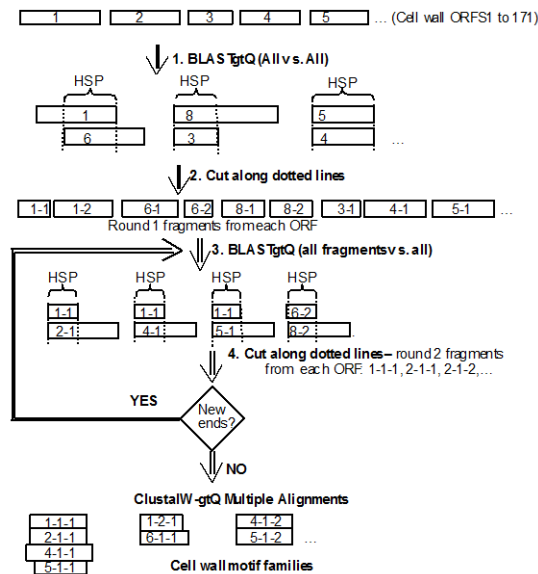 1 2 3 4 5 ... (Cell wall ORFS1 to 171)
1. BLASTgtQ (All vs. All)
HSP HSP HSP
1 8 5
6 3 4 ...
2. Cut along dotted lines
1-1 1-2 6-1 6-2 8-1 8-2 3-1 4-1 5-1 ...
Round 1 fragments from each ORF
3. BLASTgtQ (all fragments vs. all)
HSP HSP HSP HSP
1-1 1-1 1-1 6-2
2-1 4-1 5-1 8-2 .
4. Cut along dotted lines– round 2 fragments
from each ORF. 1-1-1, 2-1-1, 2-1-2,...
YES
New
ends?
NO
ClustalW-gtQ Multiple Alignments
1-1-1 1-2-1 4-1-2
2-1-1 6-1-1 5-1-2 ...
4-1-1
5-1-1
Cell wall motif families